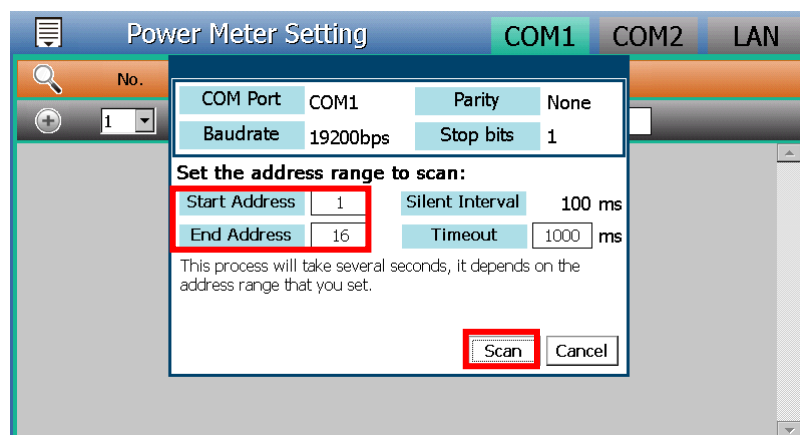 Power Meter Setting COM1 COM2 LAN
No.
1
COM Port COM1 Parity None
Baudrate 19200bps Stop bits 1
Set the address range to scan:
Start Address 1 Silent Interval 100 ms
End Address 16 Timeout 1000 ms
This process will take several seconds, it depends on the
address range that you set.
Scan Cancel